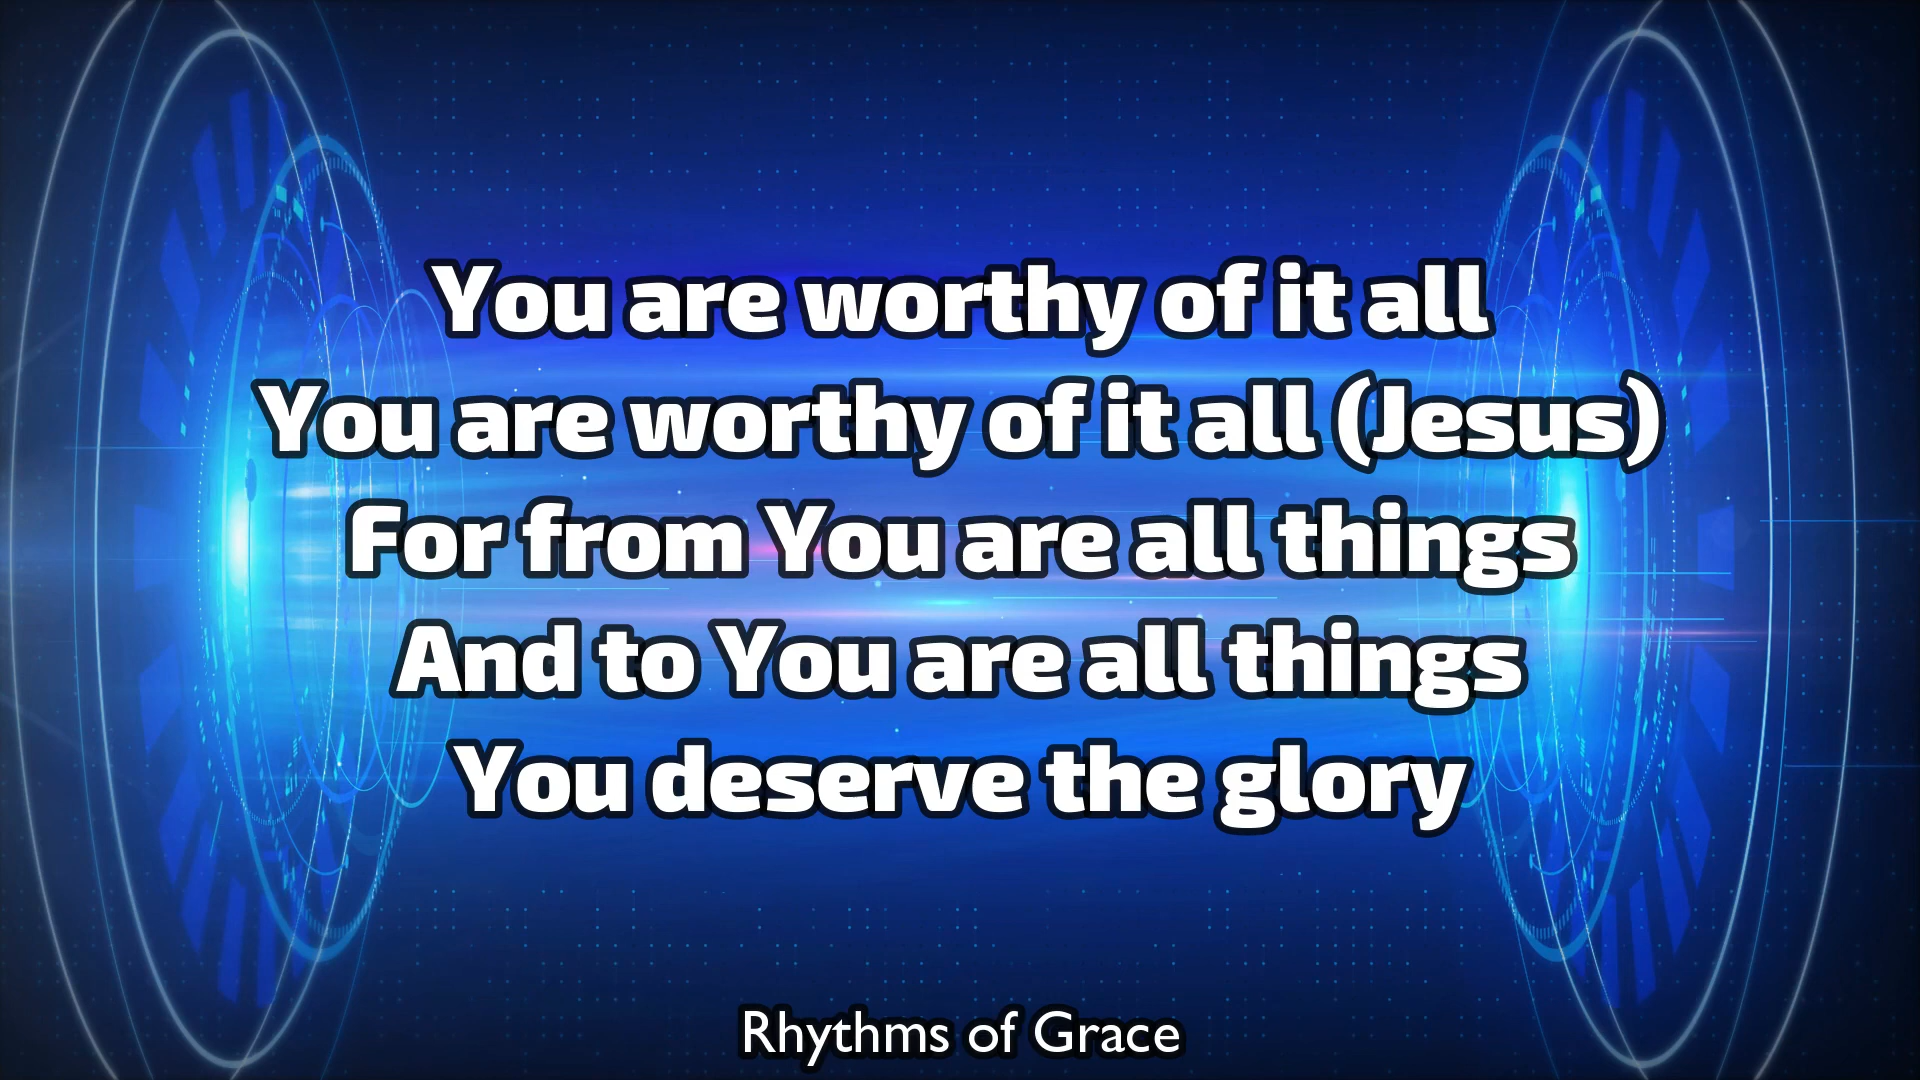 You are worthy of it all
You are worthy of it all (Jesus)
For from You are all things
And to You are all things
You deserve the glory
Rhythms of Grace